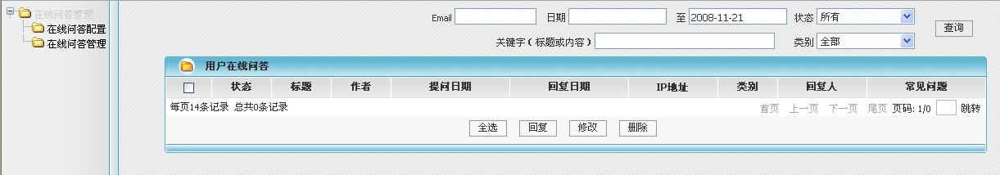 在线问答管理
在线问答配置
在线问答管理
Email 日期 至 2008-11-21 状态 所有
关键字(标题或内容) 类别 全部 查询
用户在线问答
状态 标题 作者 提问日期 回复日期 IP地址 类别 回复人 常见问题
每页14条记录 总共0条记录 首页 上一页 下一页 尾页 页码: 1/0 跳转
全选 回复 修改 删除